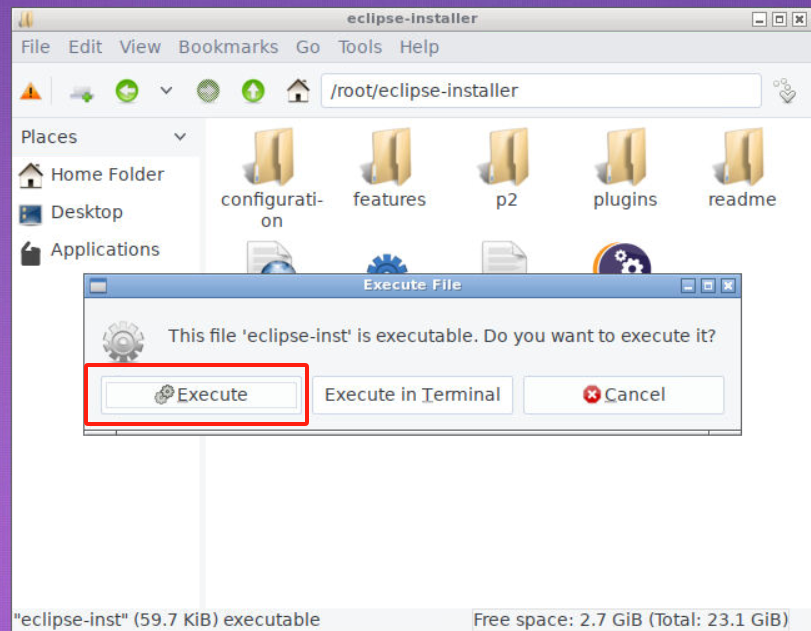 eclipse-installer
File Edit View Bookmarks Go Tools Help
/root/eclipse-installer
Places
Home Folder
Desktop
Applications
configurati-
on
features
p2
plugins
readme
Execute File
This file 'eclipse-inst' is executable. Do you want to execute it?
Execute
Execute in Terminal
Cancel
"eclipse-inst" (59.7 KiB) executable
Free space: 2.7 GiB (Total: 23.1 GiB)